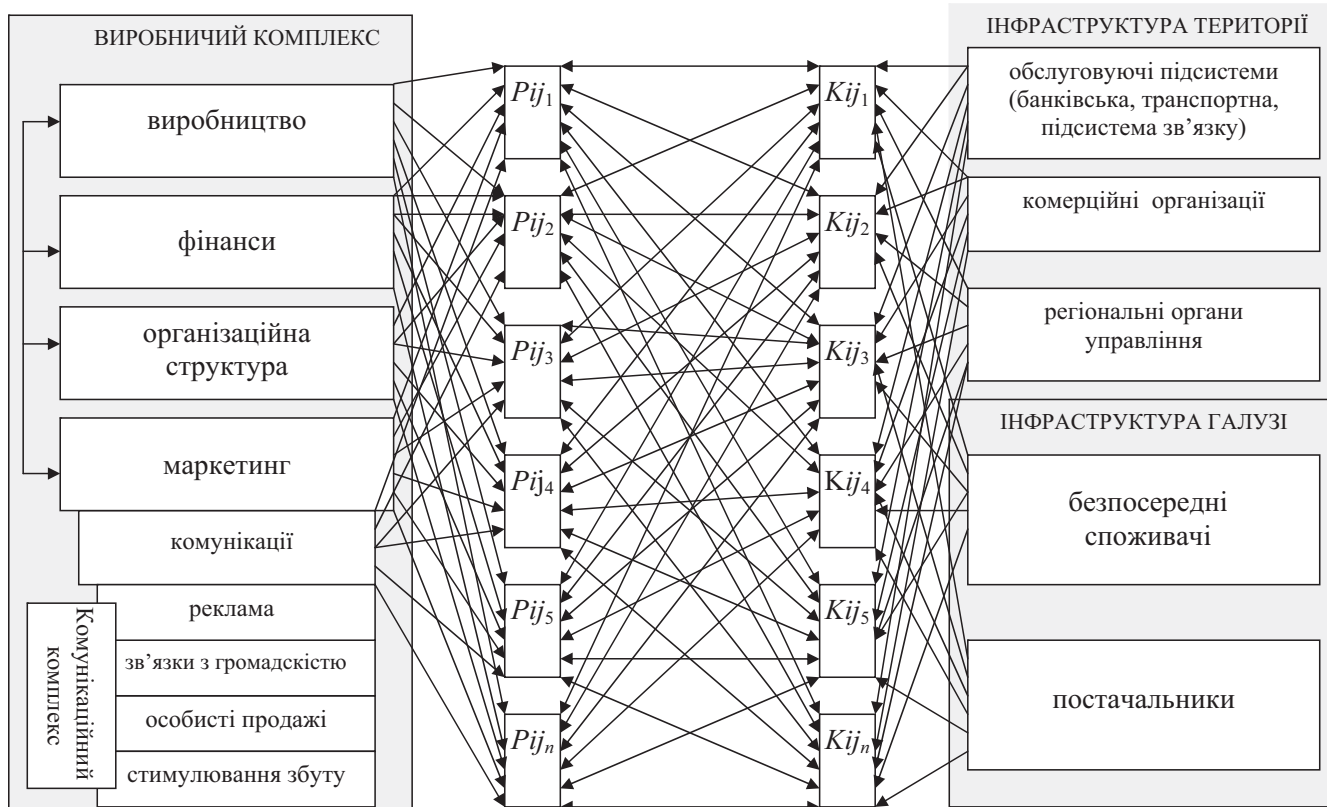 ВИРОБНИЧИЙ КОМПЛЕКС
виробництво
фінанси
організаційна
структура
маркетинг
комунікації
реклама
зв’язки з громадскістю
особисті продажі
стимулювання збуту
Комунікаційний
комплекс
Pij1
Pij2
Pij3
Pij4
Pij5
Pijn
Kij1
Kij2
Kij3
Kij4
Kij5
Kijn
ІНФРАСТРУКТУРА ТЕРИТОРІЇ
обслуговуючі підсистеми
(банківська, транспортна,
підсистема зв’язку)
комерційні організації
регіональні органи
управління
ІНФРАСТРУКТУРА ГАЛУЗІ
безпосередні
споживачі
постачальники